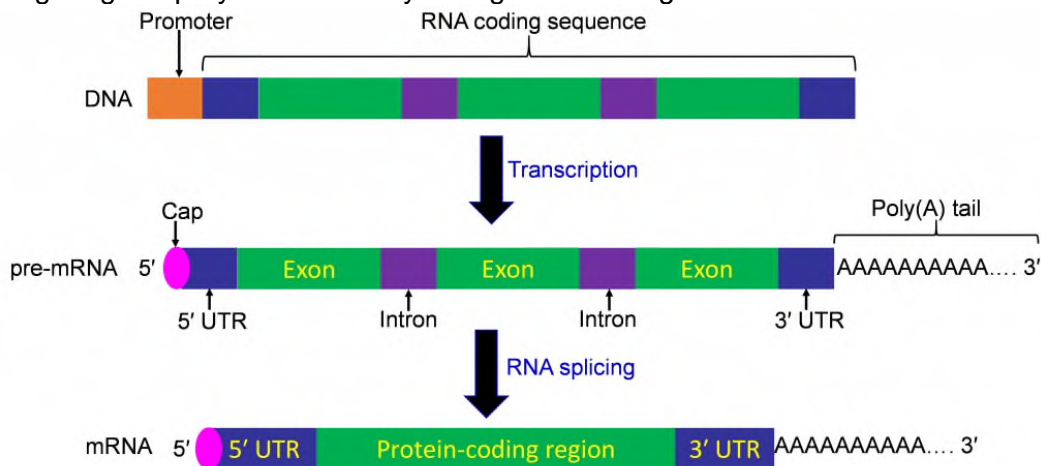 Promoter
RNA coding sequence
DNA
Transcription
Cap
Poly(A) tail
pre-mRNA 5′ Exon Exon Exon AAAAAAAAAA.... 3′
5′ UTR Intron Intron 3′ UTR
RNA splicing
mRNA 5′ 5′ UTR Protein-coding region 3′ UTR AAAAAAAAAA.... 3′